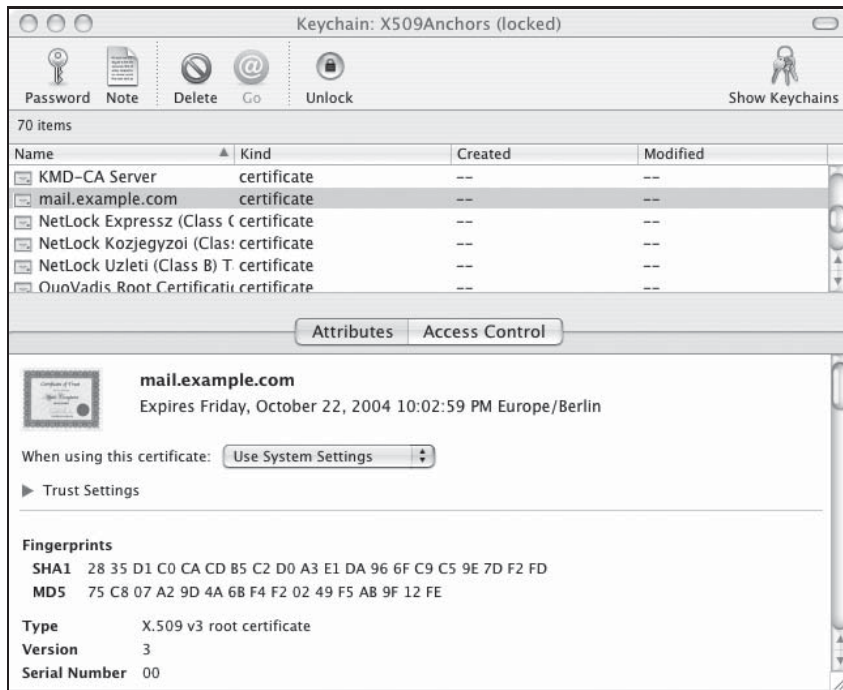 Keychain: X509Anchors (locked)
Password Note Delete Go Unlock Show Keychains
70 items
Name Kind Created Modified
KMD-CA Server certificate -- --
mail.example.com certificate -- --
NetLock Expressz (Class C certificate -- --
NetLock Kozjegyzoi (Clas: certificate -- --
NetLock Uzleti (Class B) T certificate -- --
QuoVadis Root Certificati certificate -- --
Attributes Access Control
mail.example.com
Expires Friday, October 22, 2004 10:02:59 PM Europe/Berlin
When using this certificate: Use System Settings
Trust Settings
Fingerprints
SHA1 28 35 D1 C0 CA CD B5 C2 D0 A3 E1 DA 96 6F C9 C5 9E 7D F2 FD
MD5 75 C8 07 A2 9D 4A 6B F4 F2 02 49 F5 AB 9F 12 FE
Type X.509 v3 root certificate
Version 3
Serial Number 00